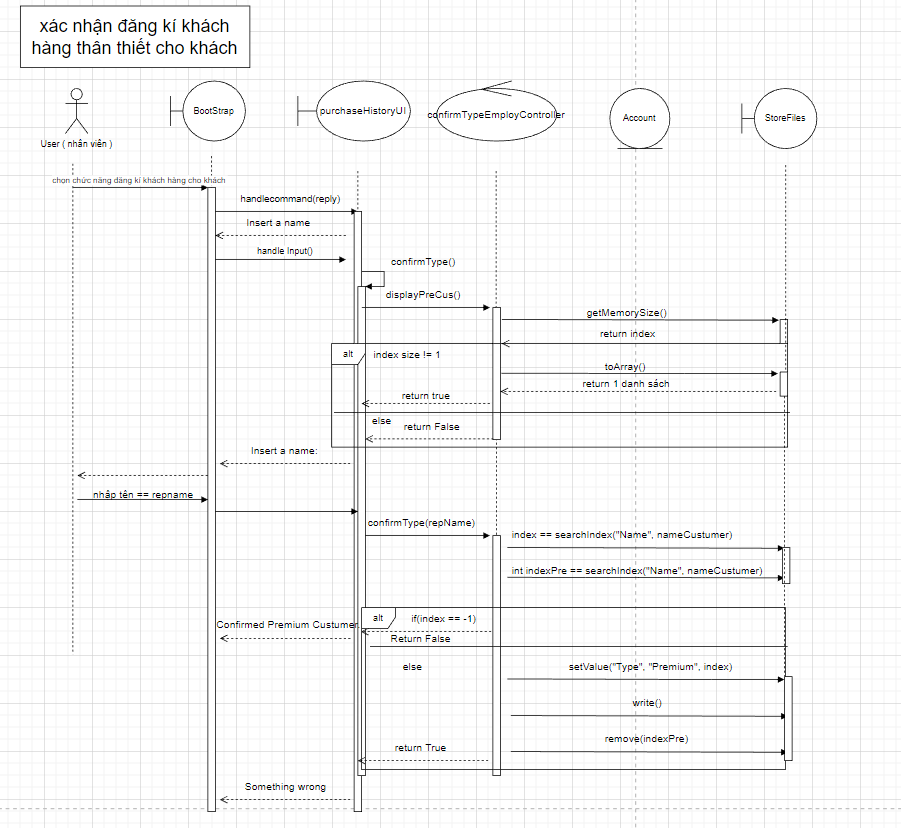 xác nhận đăng kí khách
hàng thân thiết cho khách
BootStrap
purchaseHistoryUI
confirmTypeEmployController
Account
StoreFiles
User ( nhân viên )
chọn chức năng đăng kí khách hàng cho khách
handlecommand(reply)
Insert a name
handle Input()
confirmType()
displayPreCus()
getMemorySize()
return index
alt
index size != 1
toArray()
return 1 danh sách
return true
else
return False
Insert a name:
nhập tên == repname
confirmType(repName)
index == searchIndex("Name", nameCustumer)
int indexPre == searchIndex("Name", nameCustumer)
alt
if(index == -1)
Confirmed Premium Custumer
Return False
else
setValue("Type", "Premium", index)
write()
remove(indexPre)
return True
Something wrong